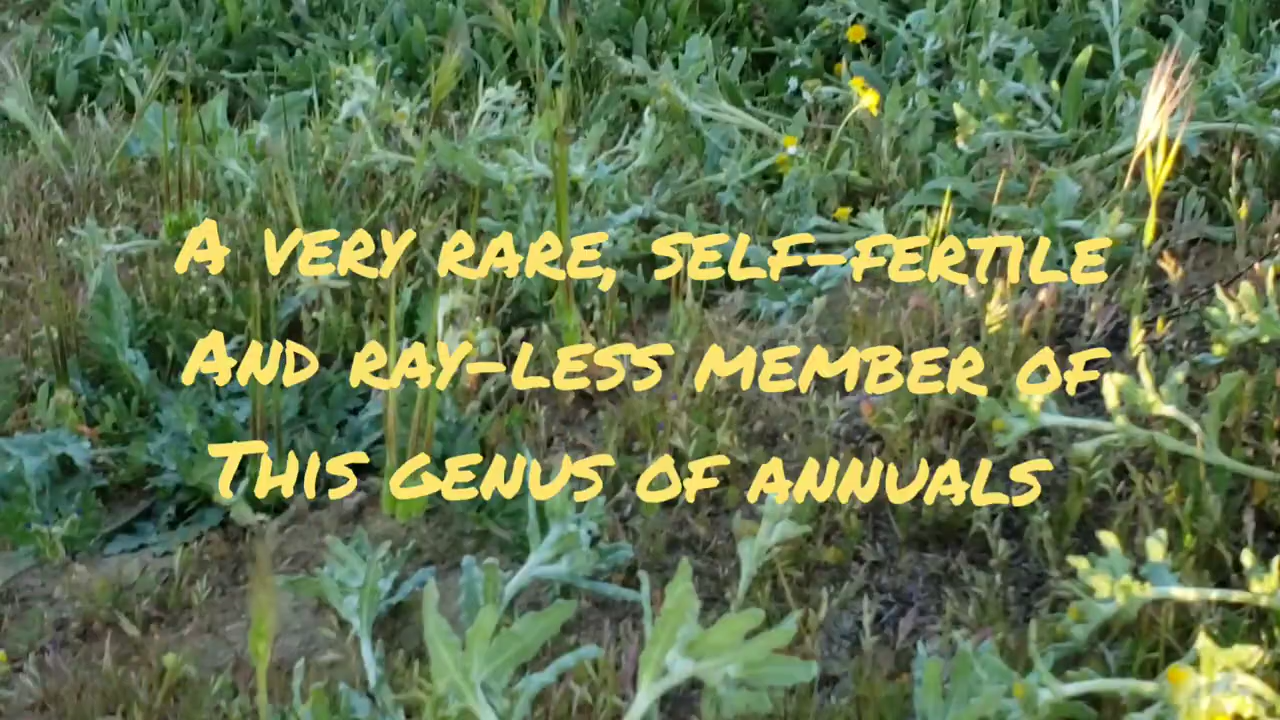 A very rare, self-fertile
And ray-less member of
This genus of annuals